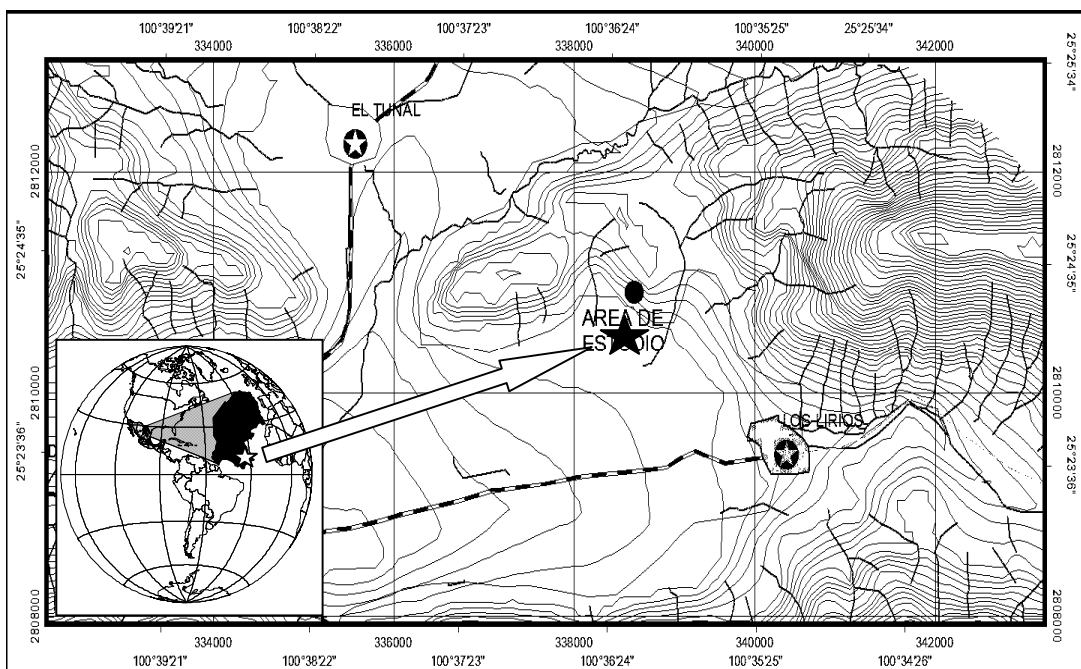 100°39'21" 100°38'22" 100°37'23" 100°36'24" 100°35'25" 25°25'34"
334000 336000 338000 340000 342000
25°25'34"
EL TUNAL
2812000 2812000
25°24'35" 25°24'35"
AREA DE
ESTUDIO
2810000 2810000
LOS LIRIOS
25°23'36" 25°23'36"
2808000 2808000
334000 336000 338000 340000 342000
100°39'21" 100°38'22" 100°37'23" 100°36'24" 100°35'25" 100°34'26"